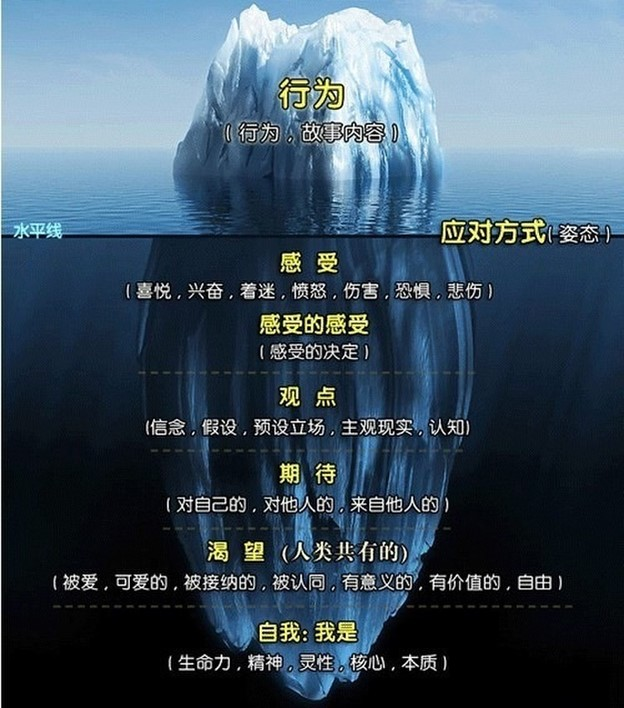 行为
（行为，故事内容）
水平线
应对方式（姿态）
感 受
（喜悦，兴奋，着迷，愤怒，伤害，恐惧，悲伤）
感受的感受
（感受的决定）
观 点
(信念，假设，预设立场，主观现实，认知)
期 待
（对自己的，对他人的，来自他人的）
渴 望 (人类共有的)
（被爱，可爱的，被接纳的，被认同，有意义的，有价值的，自由）
自我:我是
（生命力，精神，灵性，核心，本质）